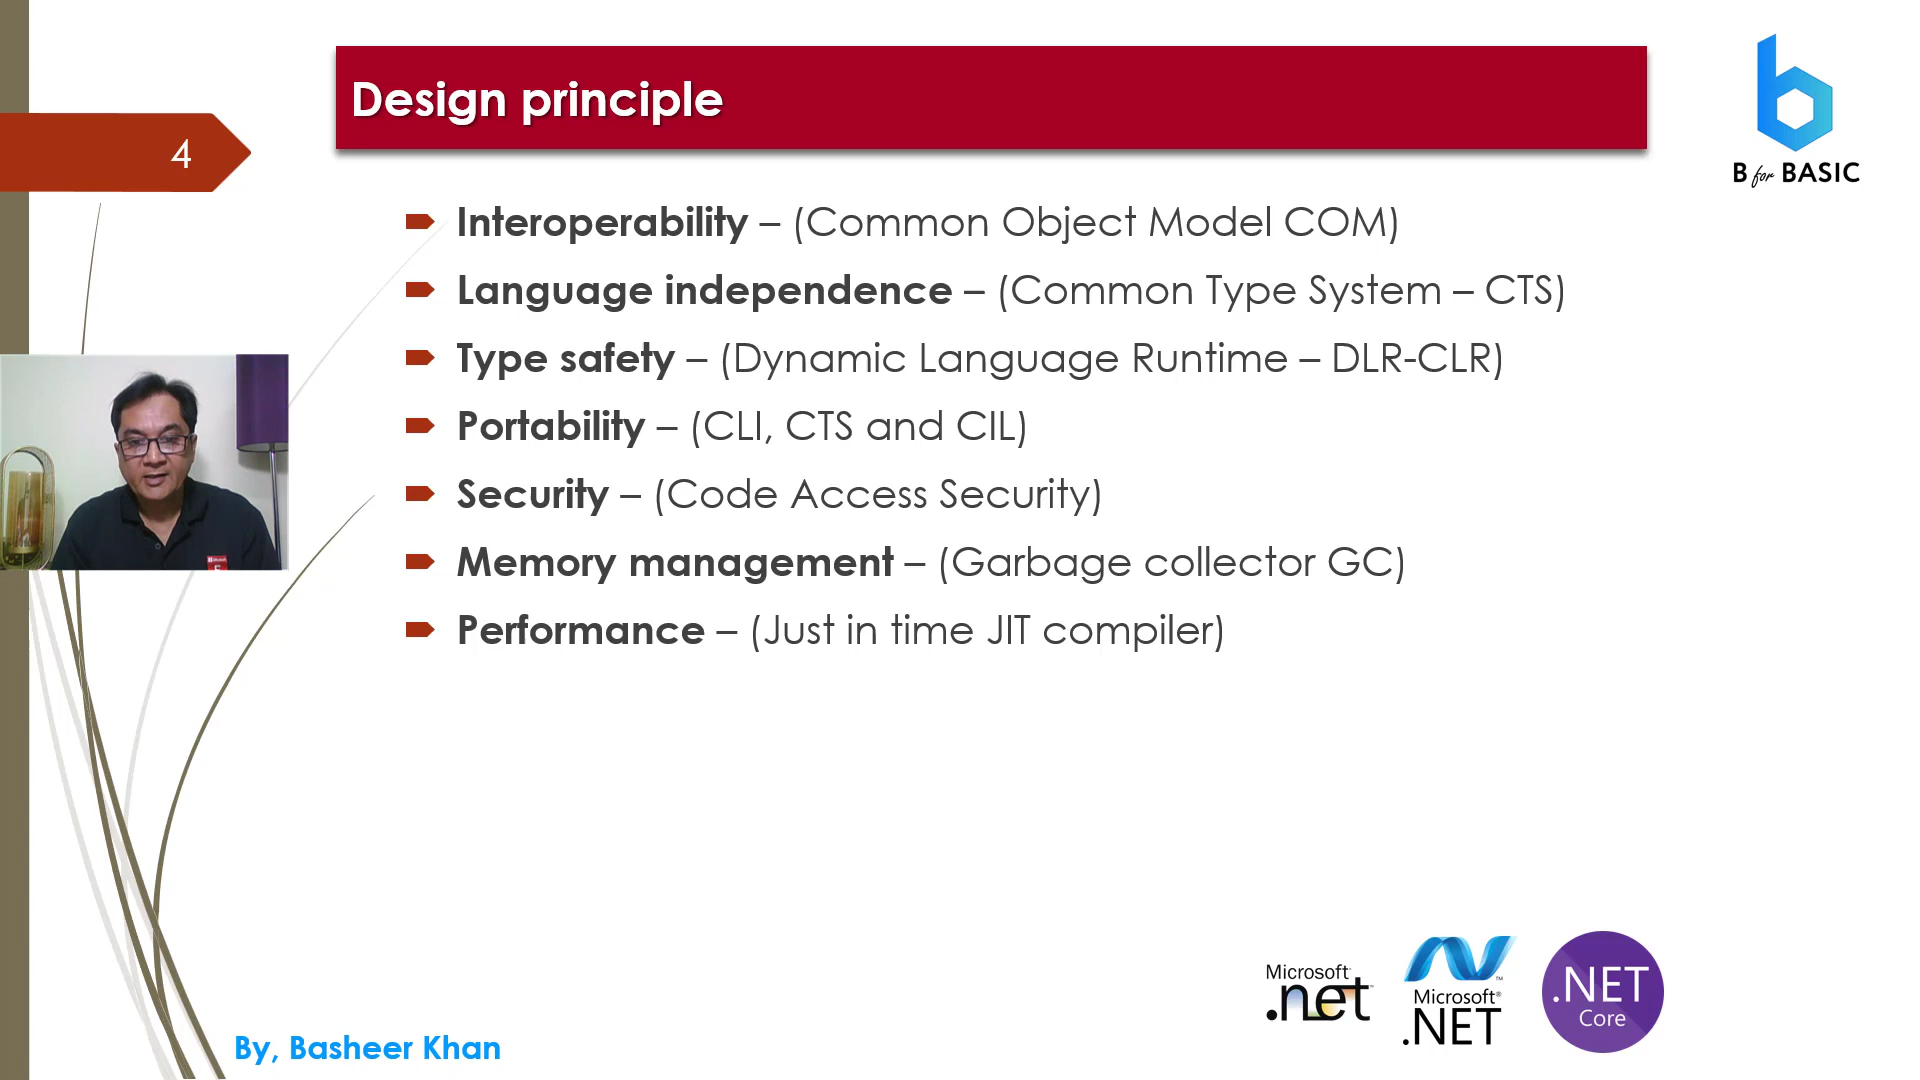 Design principle
4
B for BASIC
Interoperability – (Common Object Model COM)
Language independence – (Common Type System – CTS)
Type safety – (Dynamic Language Runtime – DLR-CLR)
Portability – (CLI, CTS and CIL)
Security – (Code Access Security)
Memory management – (Garbage collector GC)
Performance – (Just in time JIT compiler)
Microsoft
.net
Microsoft®
.NET
.NET
Core
By, Basheer Khan